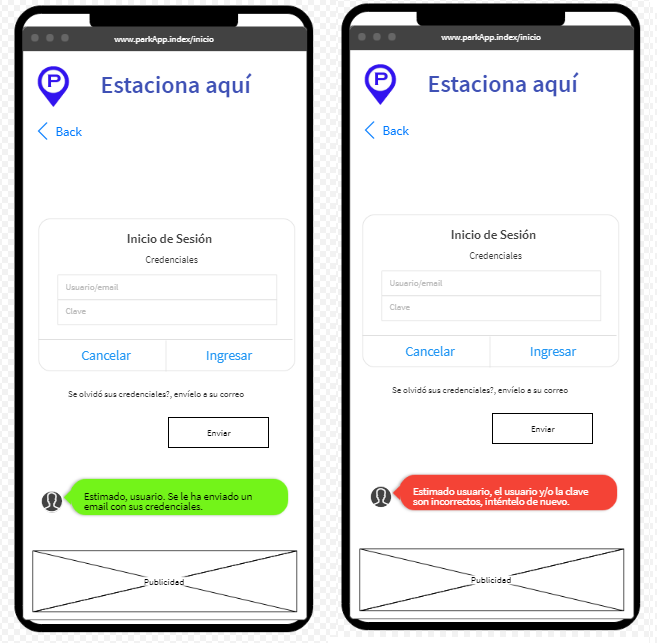 www.parkApp.index/inicio
P
Estaciona aquí
Back
Inicio de Sesión
Credenciales
Usuario/email
Clave
Cancelar
Ingresar
Se olvidó sus credenciales?, envíelo a su correo
Enviar
Estimado, usuario. Se le ha enviado un
email con sus credenciales.
Publicidad
www.parkApp.index/inicio
P
Estaciona aquí
Back
Inicio de Sesión
Credenciales
Usuario/email
Clave
Cancelar
Ingresar
Se olvidó sus credenciales?, envíelo a su correo
Enviar
Estimado usuario, el usuario y/o la clave
son incorrectos, inténtelo de nuevo.
Publicidad